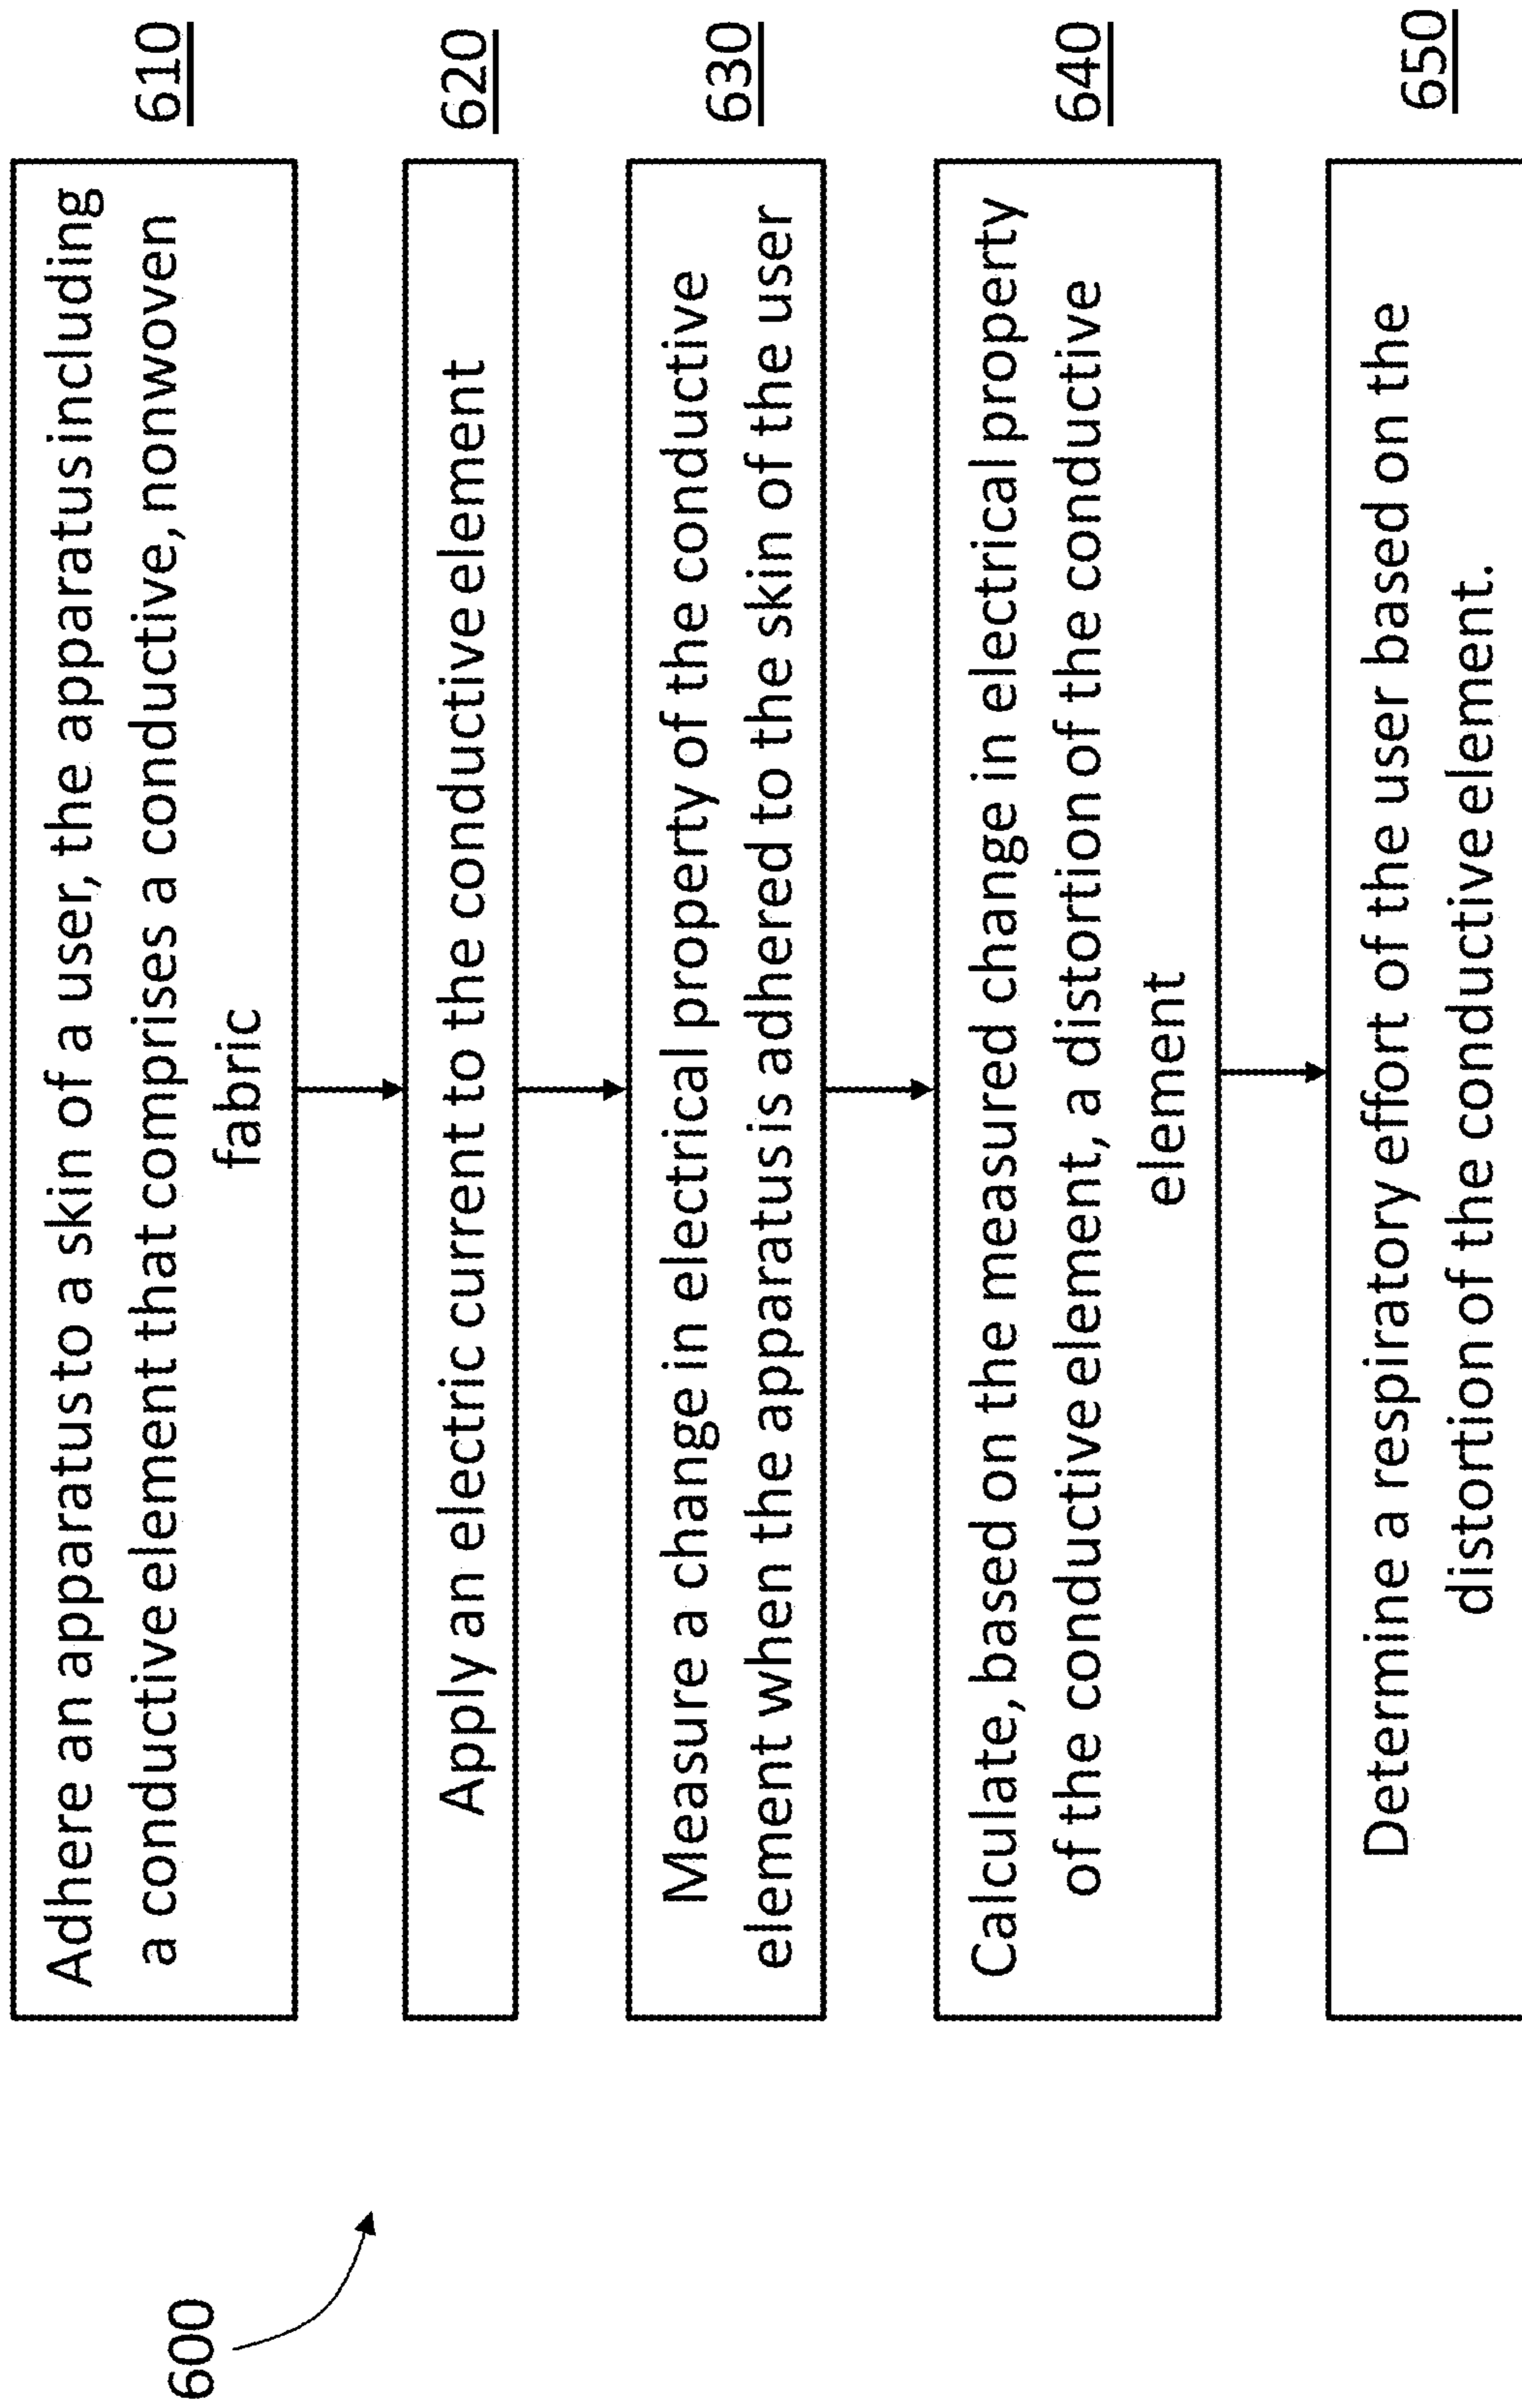 600
Adhere an apparatus to a skin of a user, the apparatus including
a conductive element that comprises a conductive, nonwoven
fabric
610
Apply an electric current to the conductive element
620
Measure a change in electrical property of the conductive
element when the apparatus is adhered to the skin of the user
630
Calculate, based on the measured change in electrical property
of the conductive element, a distortion of the conductive
element
640
Determine a respiratory effort of the user based on the
distortion of the conductive element.
650